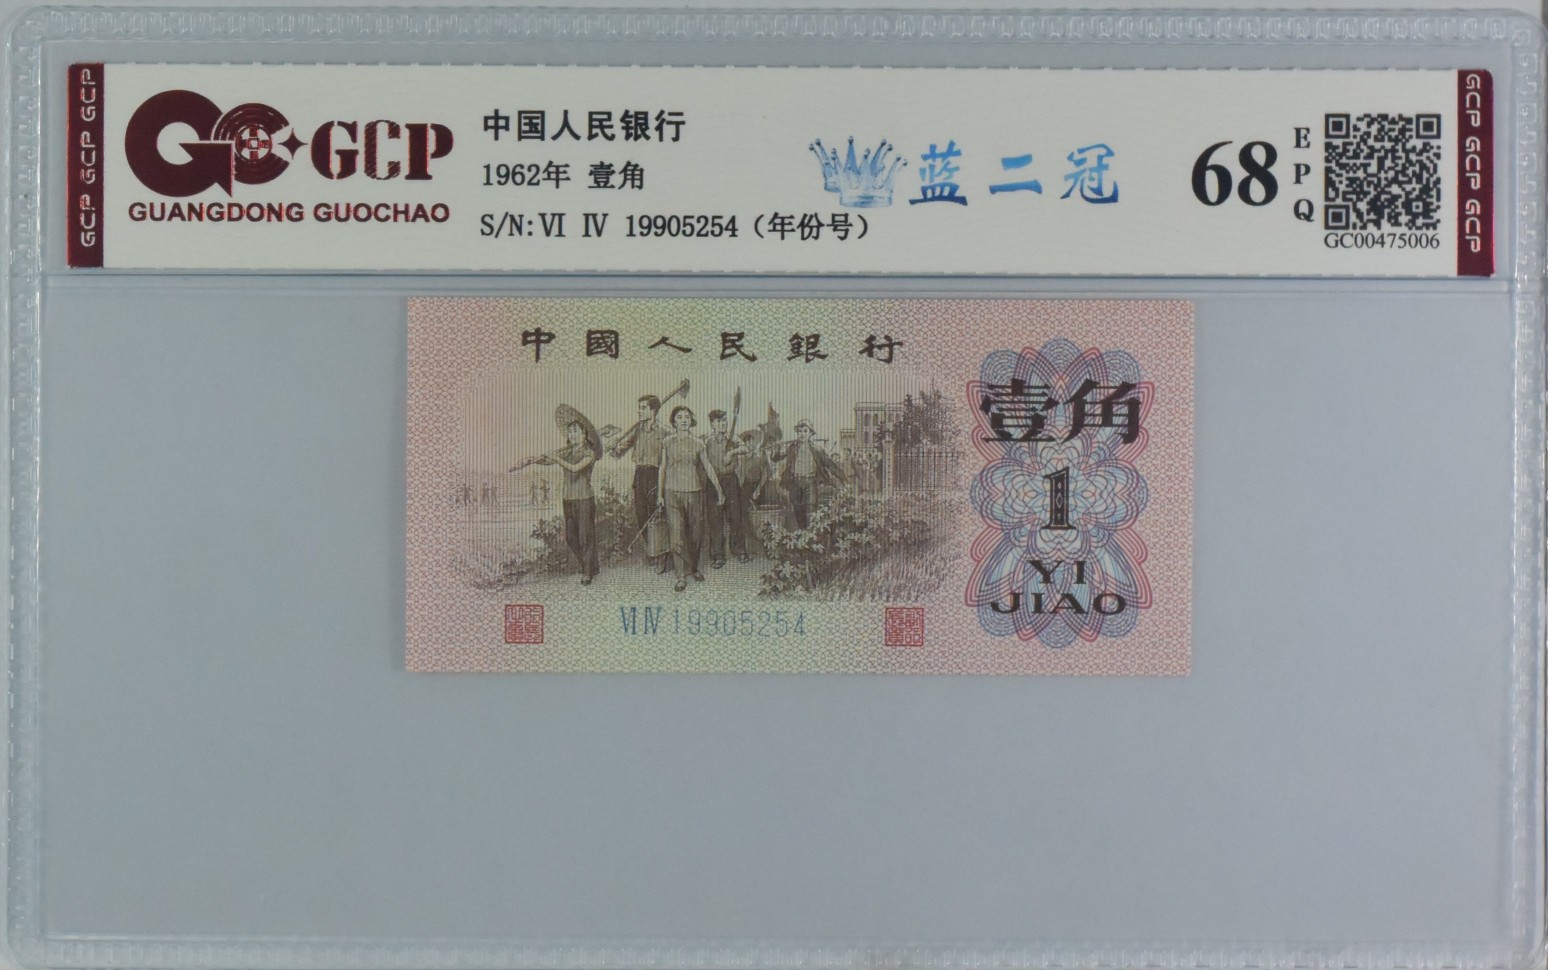 GCP GCP GCP
GCP
GUANGDONG GUOCHAO
中国人民银行
1962年 壹角
S/N: Ⅵ Ⅳ 19905254（年份号）
蓝二冠
68
EPQ
GC00475006
GCP GCP GCP
中國人民銀行
壹角
1
YI
JIAO
ⅥⅣ 19905254